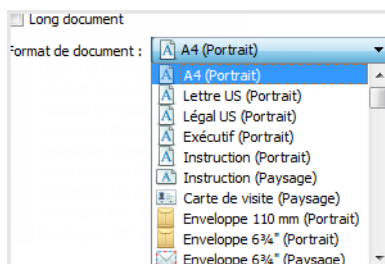 Long document
Format de document : A4 (Portrait)
A4 (Portrait)
Lettre US (Portrait)
Légal US (Portrait)
Exécutif (Portrait)
Instruction (Portrait)
Instruction (Paysage)
Carte de visite (Paysage)
Enveloppe 110 mm (Portrait)
Enveloppe 6¾" (Portrait)
Enveloppe 6¾" (Paysage)